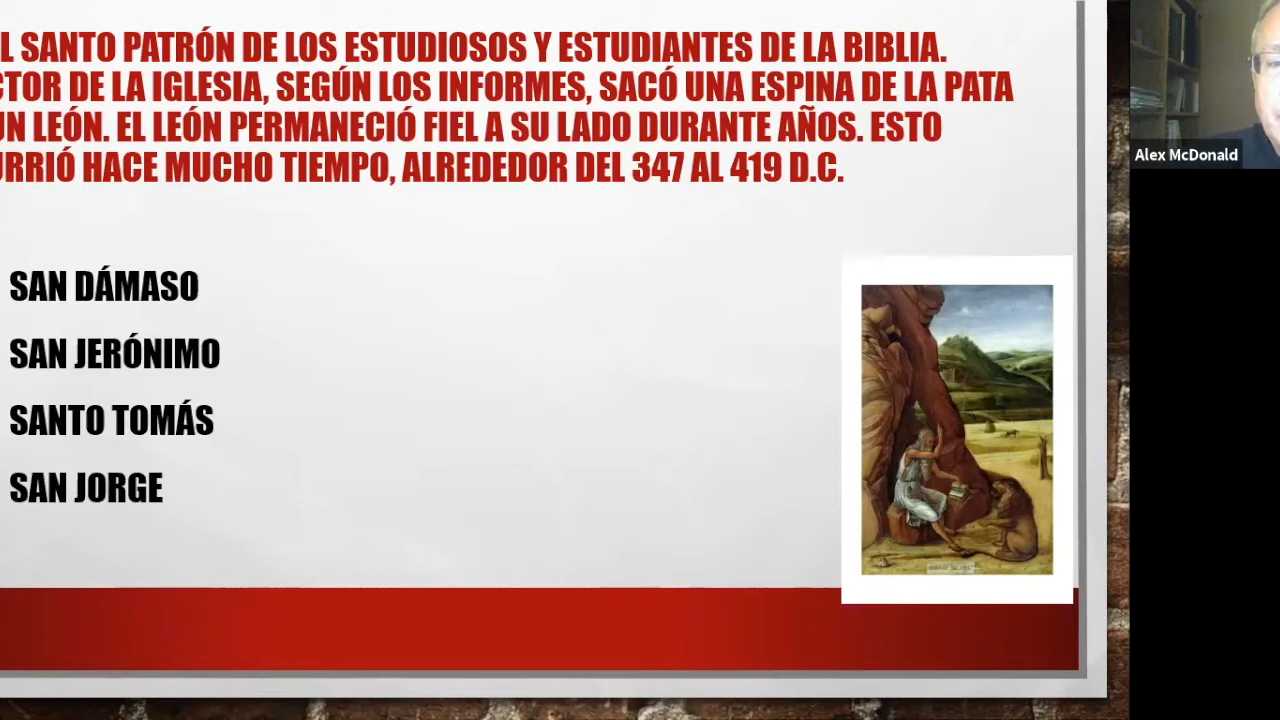 L SANTO PATRÓN DE LOS ESTUDIOSOS Y ESTUDIANTES DE LA BIBLIA.
CTOR DE LA IGLESIA, SEGÚN LOS INFORMES, SACÓ UNA ESPINA DE LA PATA
UN LEÓN. EL LEÓN PERMANECIÓ FIEL A SU LADO DURANTE AÑOS. ESTO
URRIÓ HACE MUCHO TIEMPO, ALREDEDOR DEL 347 AL 419 D.C.
SAN DÁMASO
SAN JERÓNIMO
SANTO TOMÁS
SAN JORGE
Alex McDonald